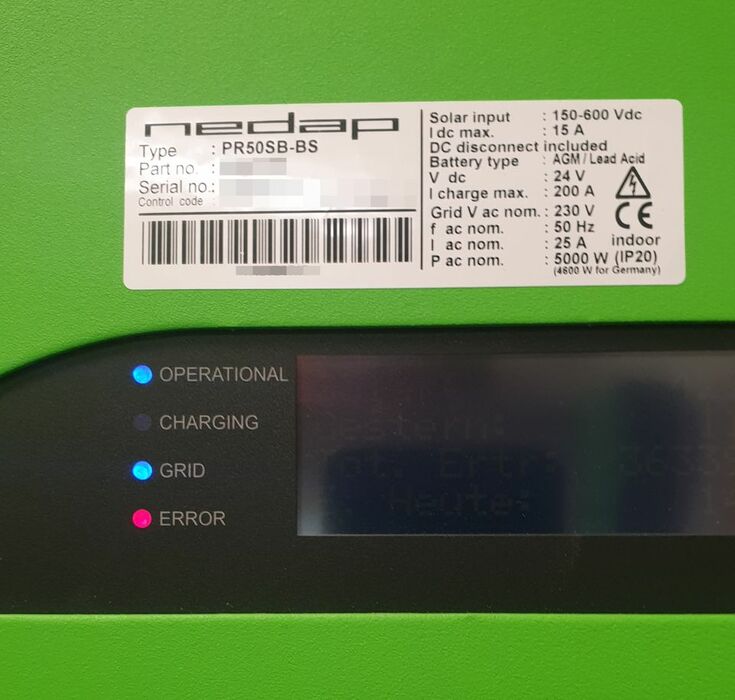 nedap
Type : PR50SB-BS
Part no. :
Serial no.:
Control code :
Solar input : 150-600 Vdc
I dc max. : 15 A
DC disconnect included
Battery type : AGM / Lead Acid
V dc : 24 V
I charge max. : 200 A
Grid V ac nom. : 230 V
f ac nom. : 50 Hz
I ac nom. : 25 A
P ac nom. : 5000 W
(4600 W for Germany)
CE
indoor
(IP20)
OPERATIONAL
CHARGING
GRID
ERROR
Ertr:
Heute: